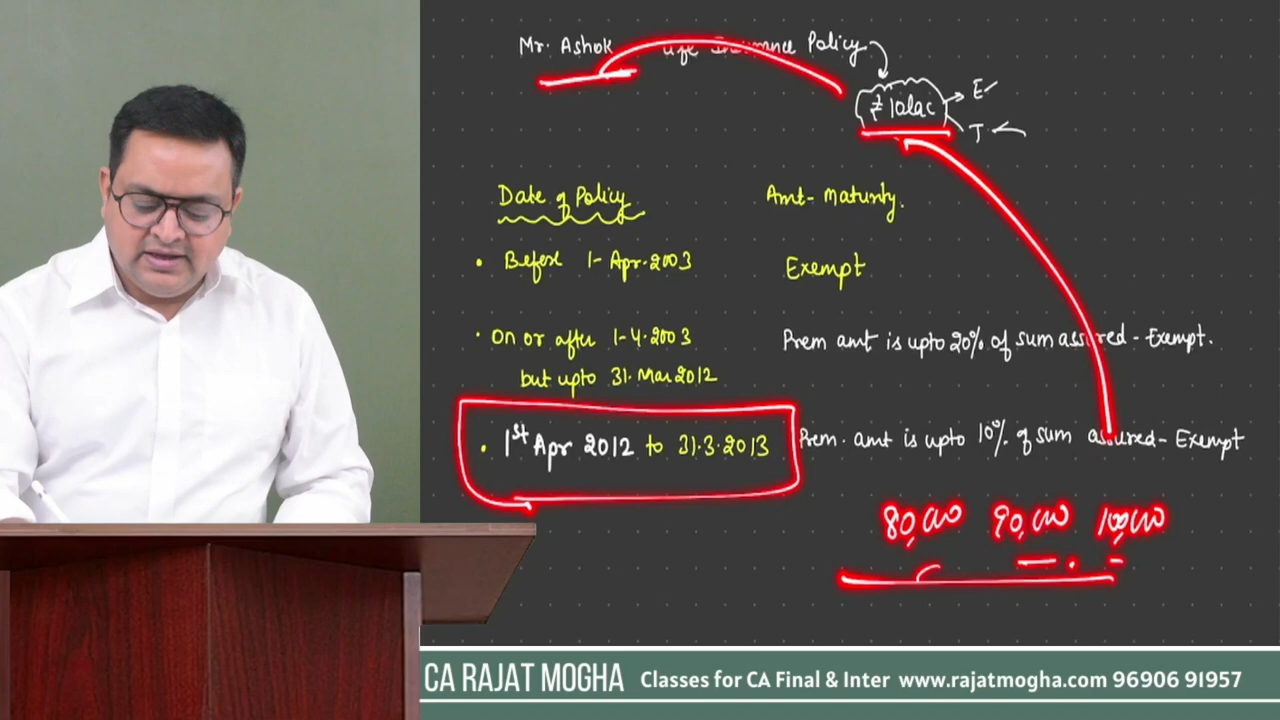 Mr. Ashok Life Insurance Policy
₹ 10lac
E
T
Date of Policy Amt- Maturity.
• Before 1-Apr-2003 Exempt
• On or after 1-4-2003 Prem amt is upto 20% of sum assured - Exempt.
but upto 31-Mar 2012
• 1st Apr 2012 to 31.3.2013 Prem. amt is upto 10% of sum assured - Exempt
80,000 90,000 100,000
CA RAJAT MOGHA Classes for CA Final & Inter www.rajatmogha.com 96906 91957